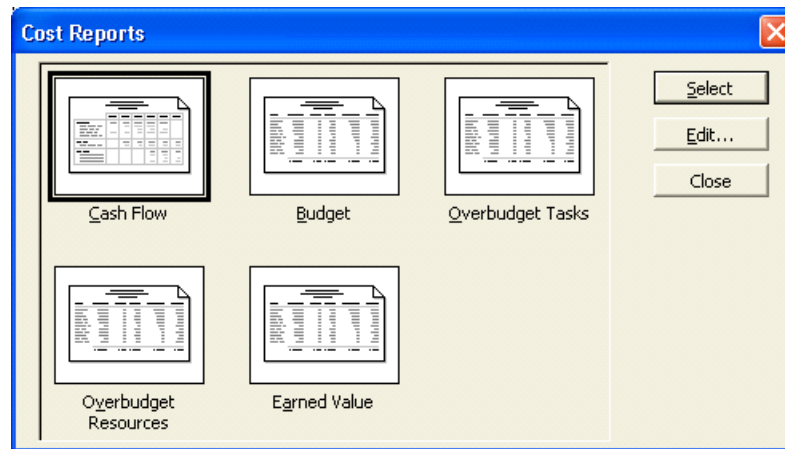 Cost Reports
Select
Edit...
Close
Cash Flow
Budget
Overbudget Tasks
Overbudget
Resources
Earned Value